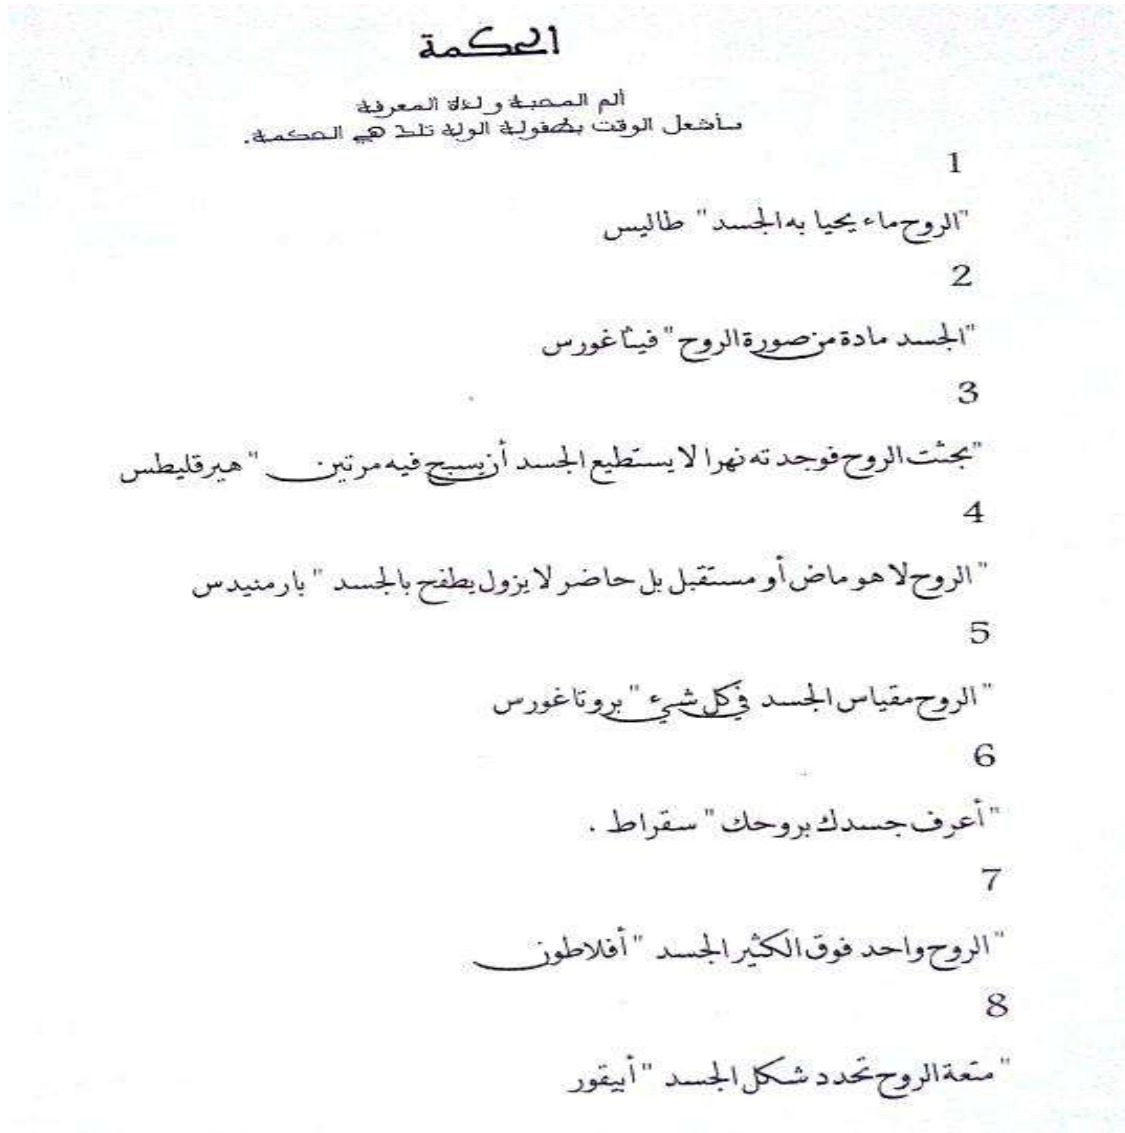 الحكمة
ألم المحبة و لذة المعرفة
سأشعل الوقت بطفولة الولة تلك هي الحكمة.
1
"الروح ماء يحيا به الجسد" طاليس
2
"الجسد مادة من صورة الروح" فيثاغورس
3
"بحثت الروح فوجدته نهرا لا يستطيع الجسد أن يسبح فيه مرتين" هيرقليطس
4
"الروح لا هو ماض أو مستقبل بل حاضر لا يزول يطفح بالجسد" بارمنيدس
5
"الروح مقياس الجسد في كل شيء" بروتاغورس
6
"أعرف جسدك بروحك" سقراط .
7
"الروح واحد فوق الكثير الجسد" أفلاطون
8
"متعة الروح تحدد شكل الجسد" أبيقور